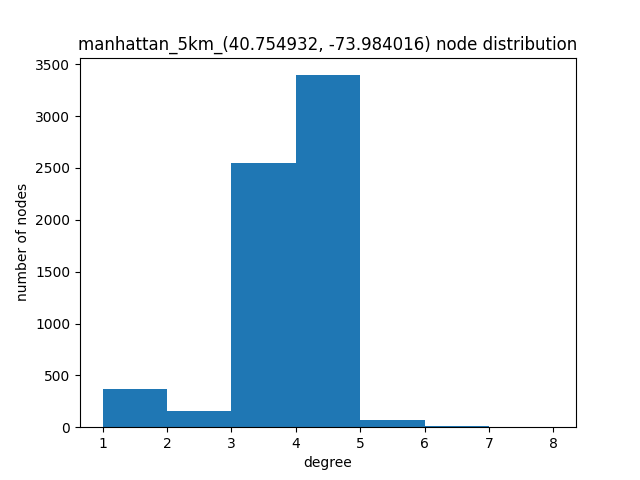 manhattan_5km_(40.754932, -73.984016) node distribution
3500
3000
2500
2000
1500
1000
500
0
number of nodes
1 2 3 4 5 6 7 8
degree